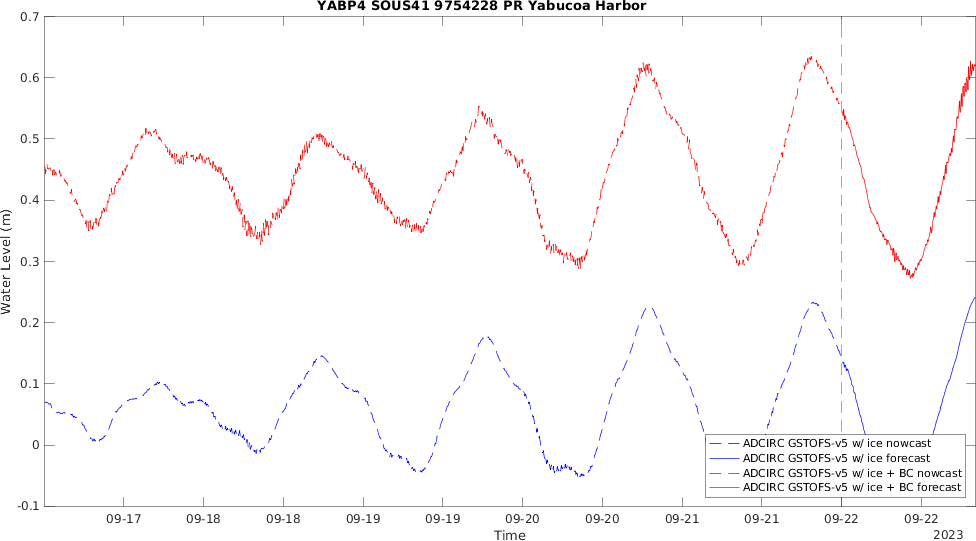 YABP4 SOUS41 9754228 PR Yabucoa Harbor
0.7
0.6
0.5
0.4
0.3
0.2
0.1
0
-0.1
Water Level (m)
ADCIRC GSTOFS-v5 w/ ice nowcast
ADCIRC GSTOFS-v5 w/ ice forecast
ADCIRC GSTOFS-v5 w/ ice + BC nowcast
ADCIRC GSTOFS-v5 w/ ice + BC forecast
09-17 09-18 09-18 09-19 09-19 09-20 09-20 09-21 09-21 09-22 09-22
Time
2023